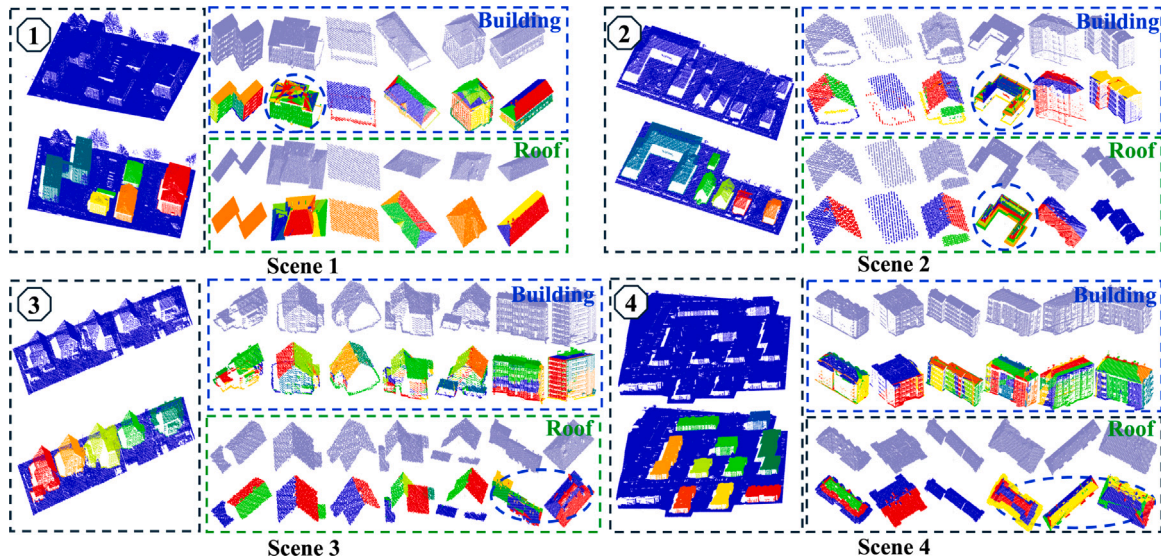 1
Building
Roof
Scene 1
2
Building
Roof
Scene 2
3
Building
Roof
Scene 3
4
Building
Roof
Scene 4